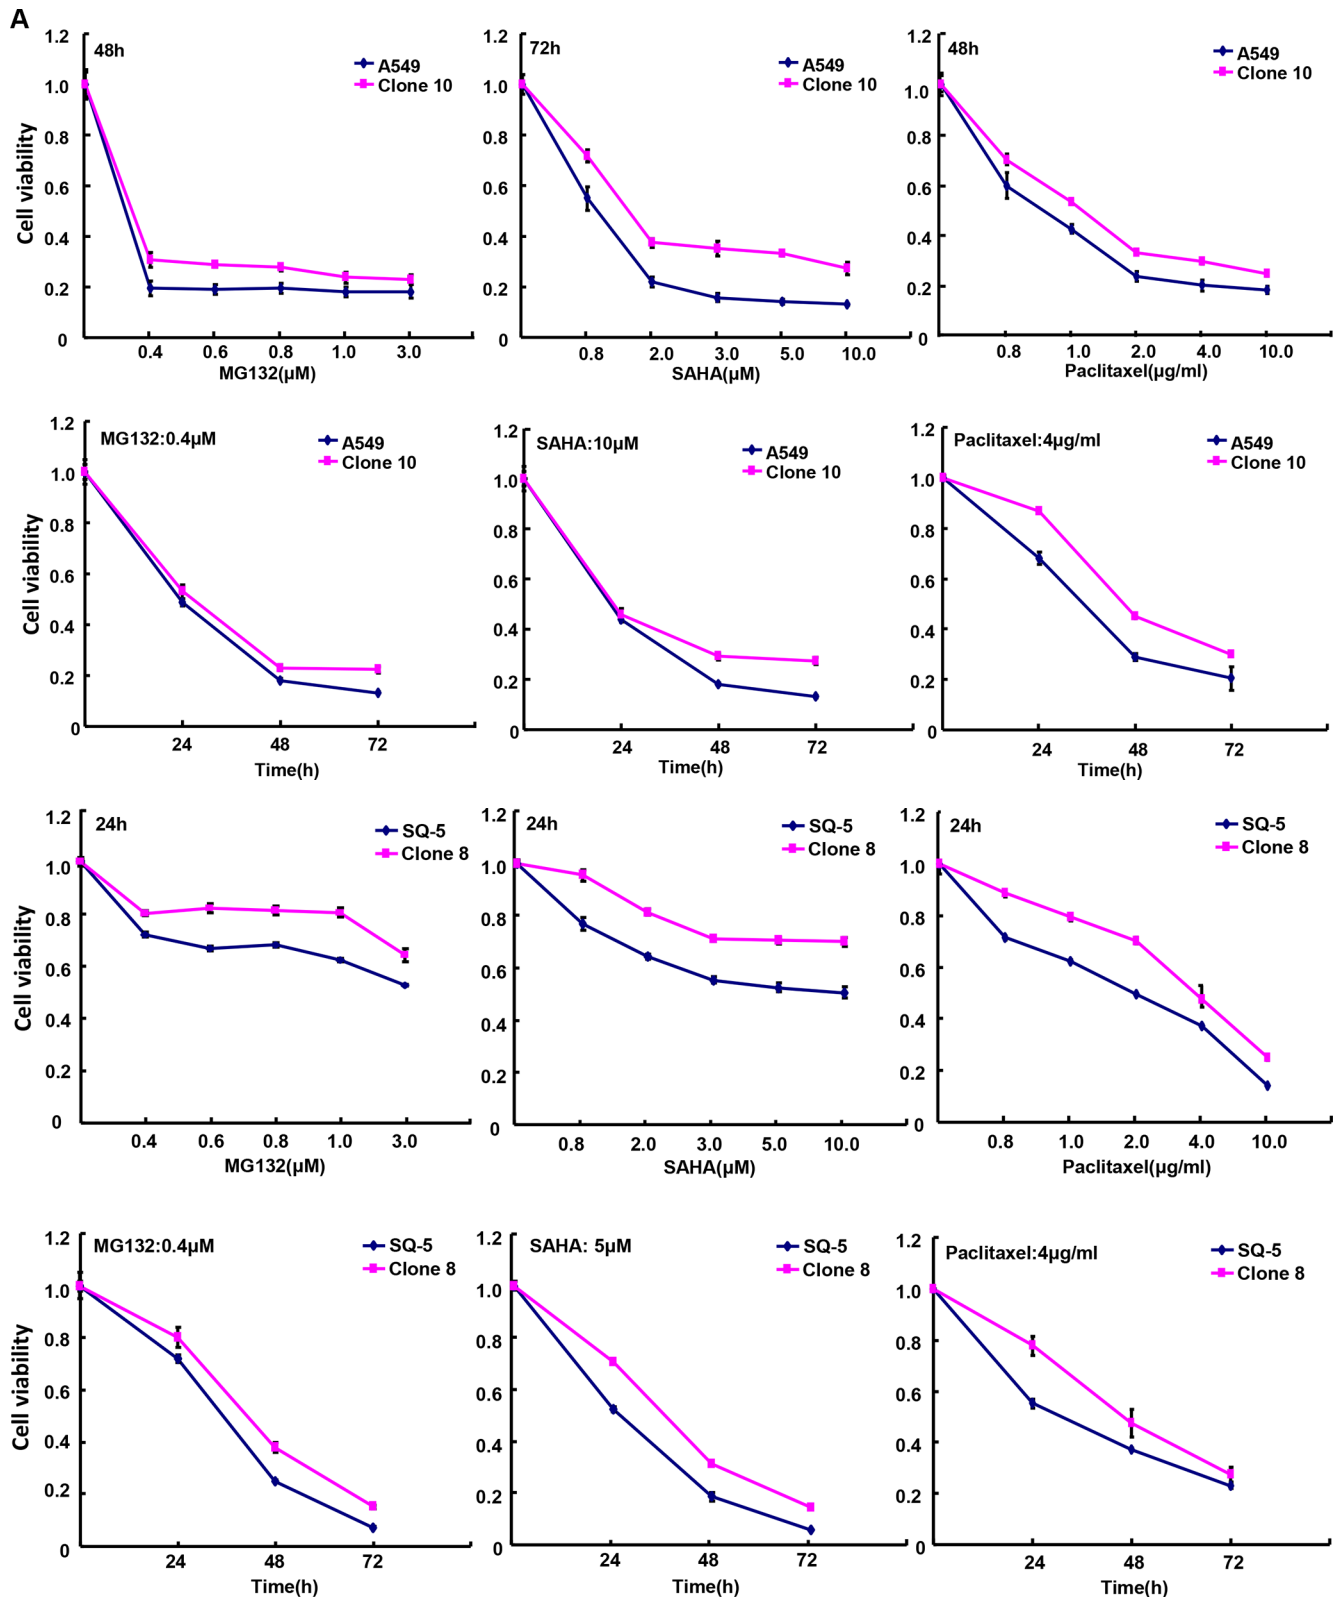 A
1.2
1.0
0.8
0.6
0.4
0.2
0
Cell viability
48h
A549
Clone 10
0.4 0.6 0.8 1.0 3.0
MG132(μM)
1.2
1.0
0.8
0.6
0.4
0.2
0
72h
A549
Clone 10
0.8 2.0 3.0 5.0 10.0
SAHA(μM)
1.2
1.0
0.8
0.6
0.4
0.2
0
48h
A549
Clone 10
0.8 1.0 2.0 4.0 10.0
Paclitaxel(μg/ml)
1.2
1.0
0.8
0.6
0.4
0.2
0
Cell viability
MG132:0.4μM
A549
Clone 10
24 48 72
Time(h)
1.2
1.0
0.8
0.6
0.4
0.2
0
SAHA:10μM
A549
Clone 10
24 48 72
Time(h)
1.2
1.0
0.8
0.6
0.4
0.2
0
Paclitaxel:4μg/ml
A549
Clone 10
24 48 72
Time(h)
1.2
1.0
0.8
0.6
0.4
0.2
0
Cell viability
24h
SQ-5
Clone 8
0.4 0.6 0.8 1.0 3.0
MG132(μM)
1.2
1.0
0.8
0.6
0.4
0.2
0
24h
SQ-5
Clone 8
0.8 2.0 3.0 5.0 10.0
SAHA(μM)
1.2
1.0
0.8
0.6
0.4
0.2
0
24h
SQ-5
Clone 8
0.8 1.0 2.0 4.0 10.0
Paclitaxel(μg/ml)
1.2
1.0
0.8
0.6
0.4
0.2
0
Cell viability
MG132:0.4μM
SQ-5
Clone 8
24 48 72
Time(h)
1.2
1.0
0.8
0.6
0.4
0.2
0
SAHA: 5μM
SQ-5
Clone 8
24 48 72
Time(h)
1.2
1.0
0.8
0.6
0.4
0.2
0
Paclitaxel:4μg/ml
SQ-5
Clone 8
24 48 72
Time(h)